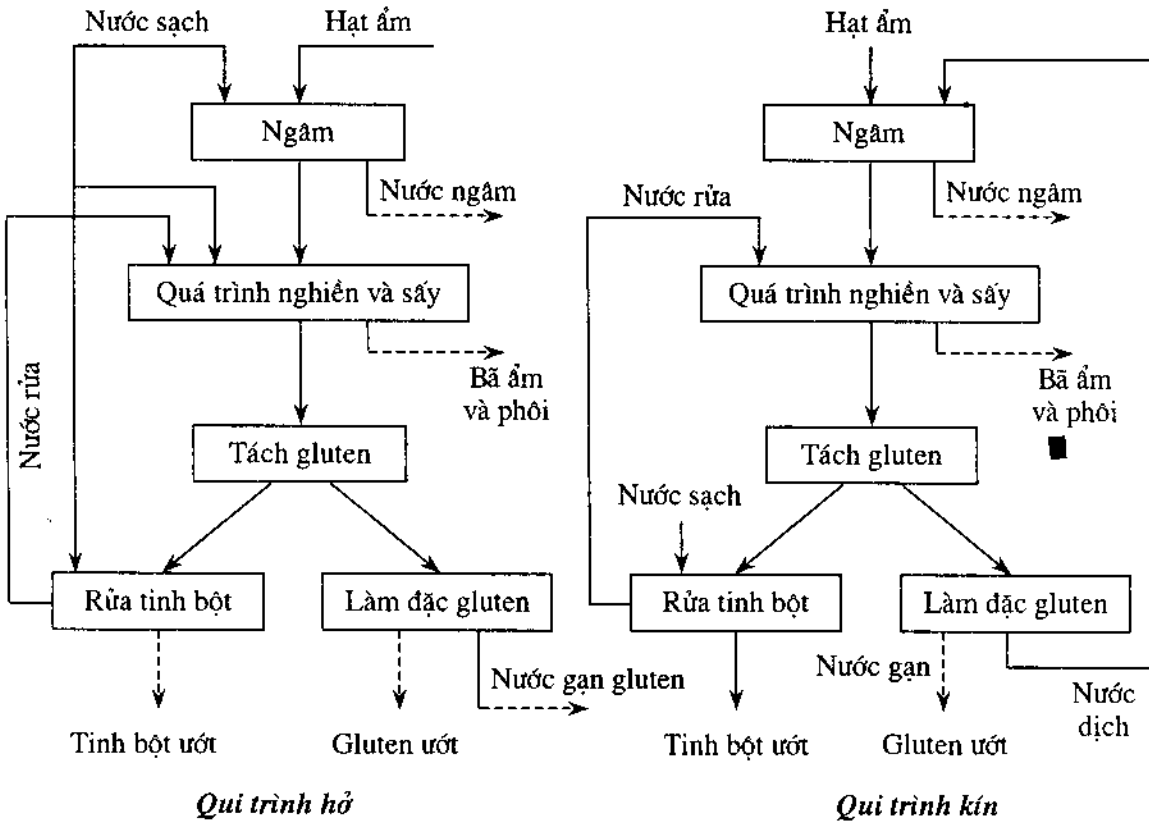 Nước sạch
Hạt ẩm
Ngâm
Nước ngâm
Quá trình nghiền và sấy
Bã ẩm
và phôi
Nước rửa
Tách gluten
Rửa tinh bột
Làm đặc gluten
Nước gạn gluten
Tinh bột ướt
Gluten ướt
Qui trình hở
Hạt ẩm
Ngâm
Nước rửa
Nước ngâm
Quá trình nghiền và sấy
Bã ẩm
và phôi
Tách gluten
Nước sạch
Rửa tinh bột
Làm đặc gluten
Nước gạn
Nước
dịch
Tinh bột ướt
Gluten ướt
Qui trình kín